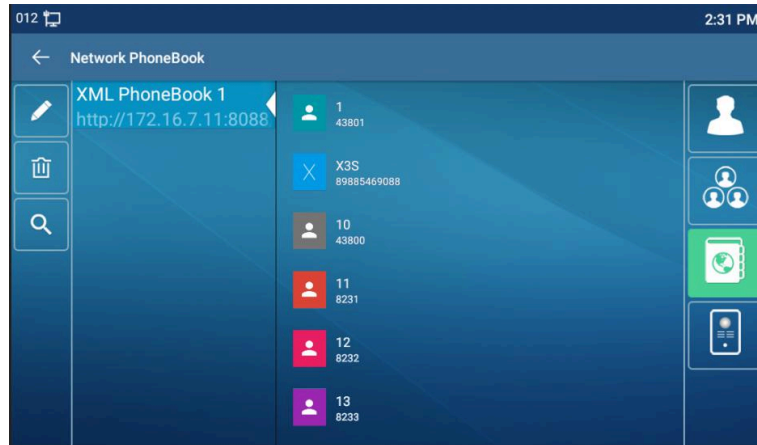 012
2:31 PM
Network PhoneBook
XML PhoneBook 1
http://172.16.7.11:8088
1
43801
X
X3S
89885469088
10
43800
11
8231
12
8232
13
8233